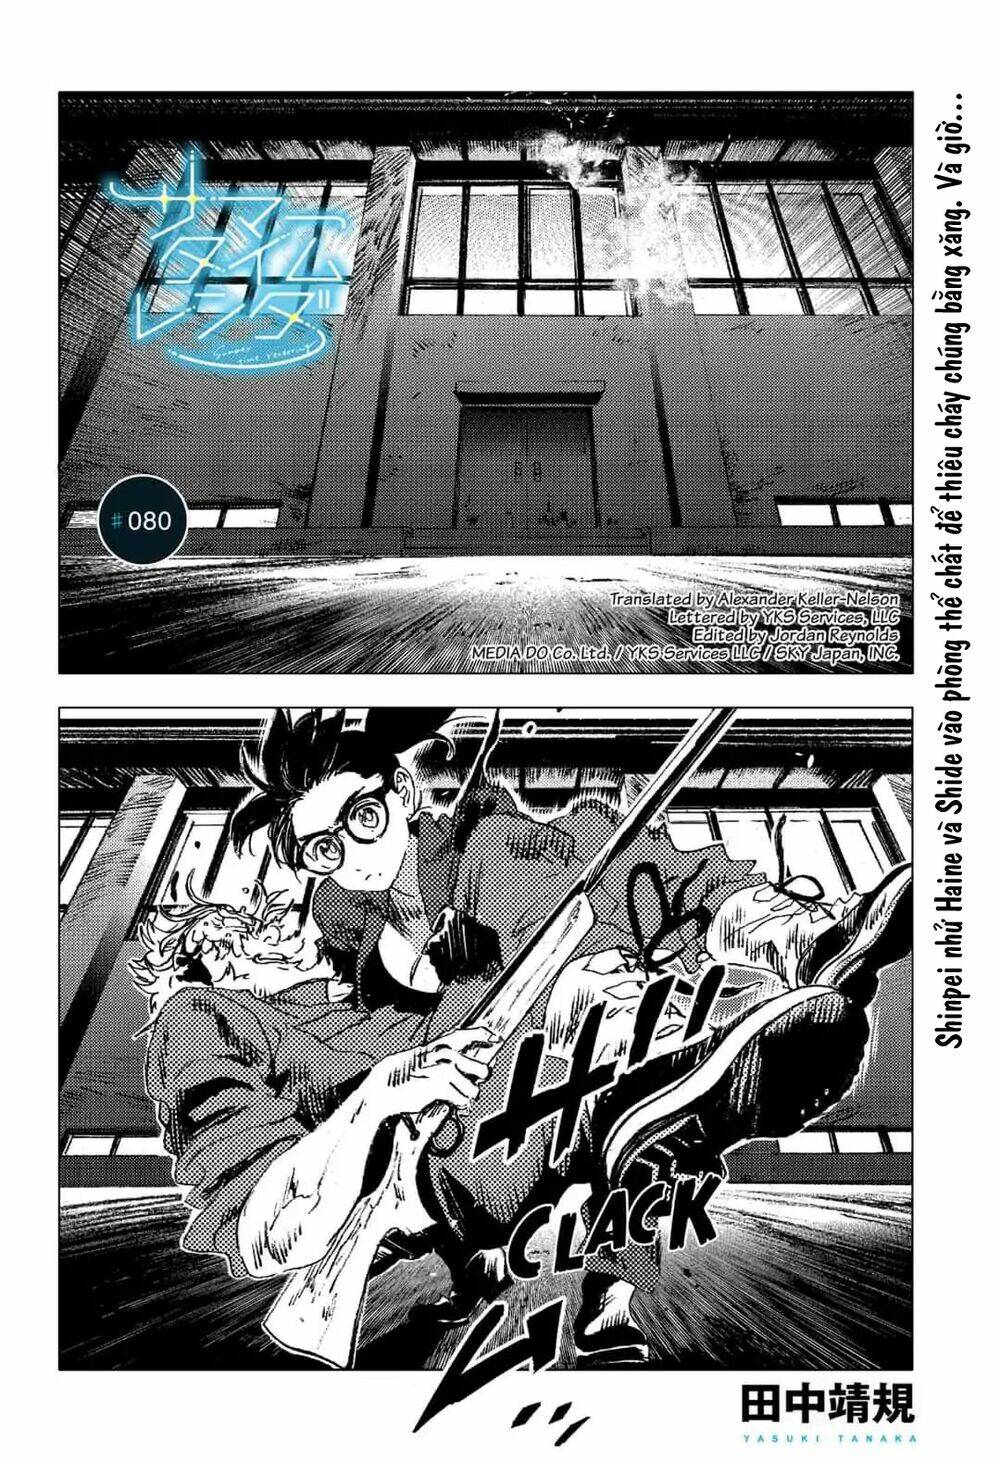 サマータイムレンダ
Summer time rendering
#080
Translated by Alexander Keller-Nelson
Lettered by YKS Services, LLC
Edited by Jordan Reynolds
MEDIA DO Co. Ltd. / YKS Services LLC / SKY Japan, INC.
Shinpei nhử Haine và Shide vào phòng thể chất để thiêu cháy chúng bằng xăng. Và giờ...
CLACK
田中靖規
YASUKI TANAKA